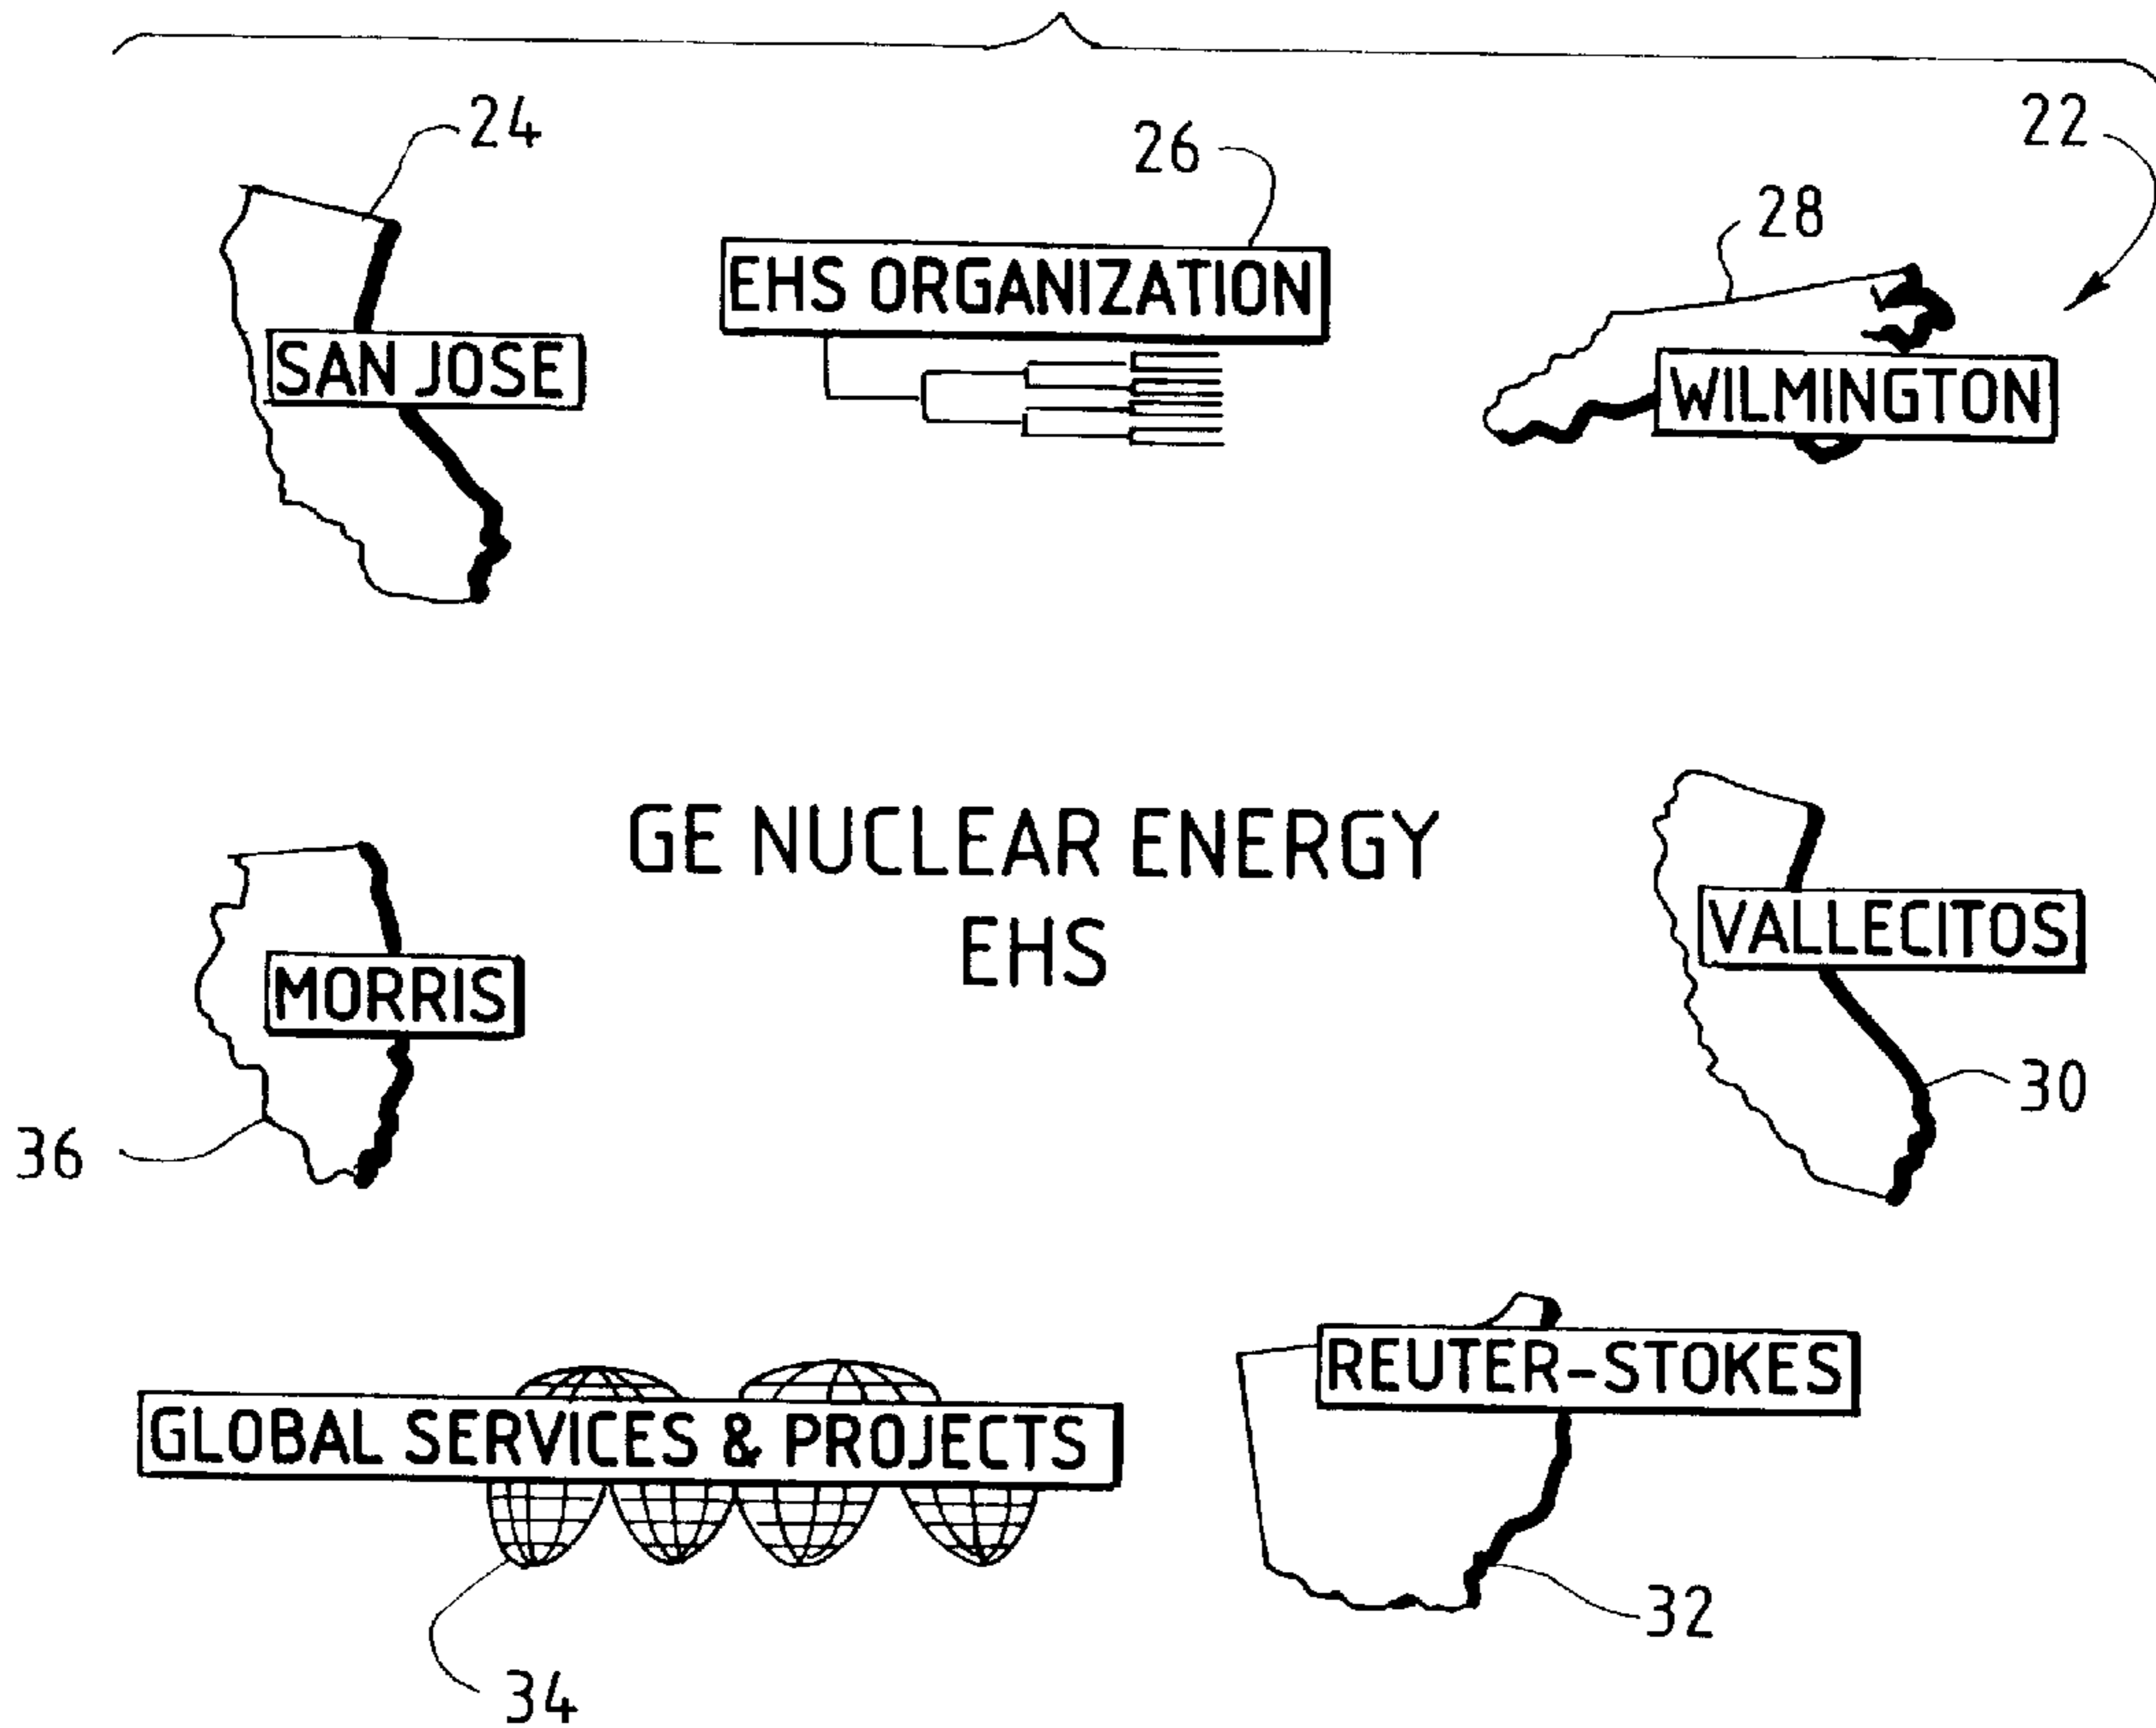 24
26
22
28
EHS ORGANIZATION
SAN JOSE
WILMINGTON
GE NUCLEAR ENERGY
EHS
VALLECITOS
MORRIS
30
36
REUTER-STOKES
GLOBAL SERVICES & PROJECTS
32
34